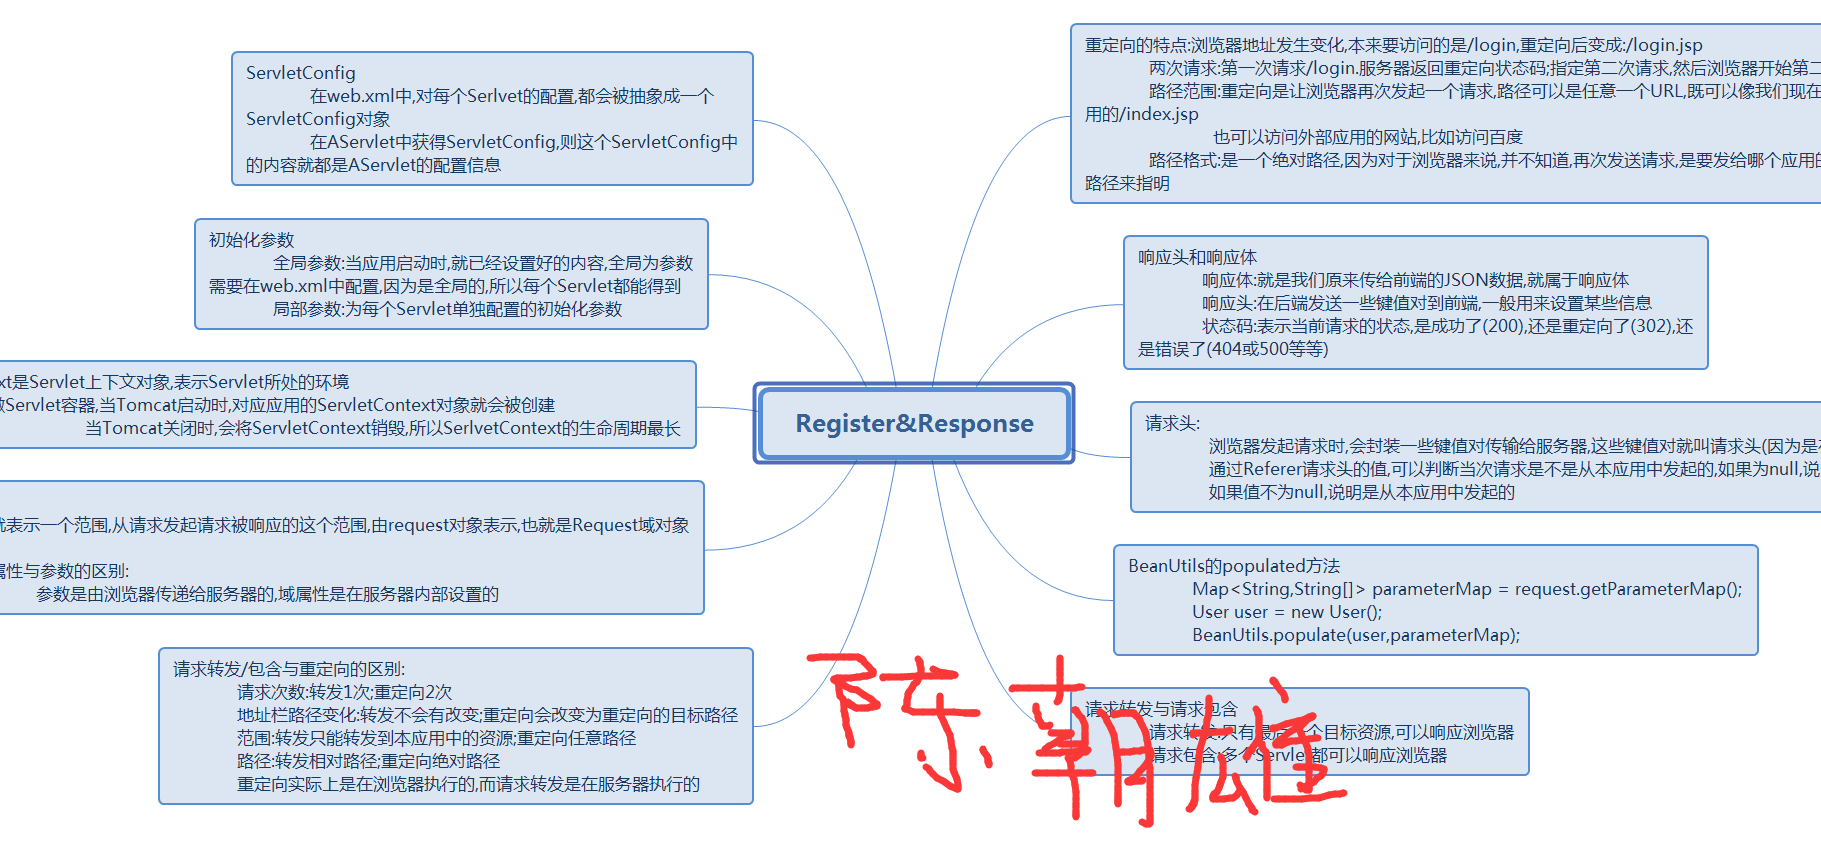 ServletConfig
在web.xml中,对每个Serlvet的配置,都会被抽象成一个
ServletConfig对象
在AServlet中获得ServletConfig,则这个ServletConfig中
的内容就都是AServlet的配置信息
初始化参数
全局参数:当应用启动时,就已经设置好的内容,全局为参数
需要在web.xml中配置,因为是全局的,所以每个Servlet都能得到
局部参数:为每个Servlet单独配置的初始化参数
xt是Servlet上下文对象,表示Servlet所处的环境
Servlet容器,当Tomcat启动时,对应应用的ServletContext对象就会被创建
当Tomcat关闭时,会将ServletContext销毁,所以SerlvetContext的生命周期最长
就表示一个范围,从请求发起请求被响应的这个范围,由request对象表示,也就是Request域对象
属性与参数的区别:
参数是由浏览器传递给服务器的,域属性是在服务器内部设置的
请求转发/包含与重定向的区别:
请求次数:转发1次;重定向2次
地址栏路径变化:转发不会有改变;重定向会改变为重定向的目标路径
范围:转发只能转发到本应用中的资源;重定向任意路径
路径:转发相对路径;重定向绝对路径
重定向实际上是在浏览器执行的,而请求转发是在服务器执行的
Register&Response
重定向的特点:浏览器地址发生变化,本来要访问的是/login,重定向后变成:/login.jsp
两次请求:第一次请求/login.服务器返回重定向状态码;指定第二次请求,然后浏览器开始第二
路径范围:重定向是让浏览器再次发起一个请求,路径可以是任意一个URL,既可以像我们现在
用的/index.jsp
也可以访问外部应用的网站,比如访问百度
路径格式:是一个绝对路径,因为对于浏览器来说,并不知道,再次发送请求,是要发给哪个应用的
路径来指明
响应头和响应体
响应体:就是我们原来传给前端的JSON数据,就属于响应体
响应头:在后端发送一些键值对到前端,一般用来设置某些信息
状态码:表示当前请求的状态,是成功了(200),还是重定向了(302),还
是错误了(404或500等等)
请求头:
浏览器发起请求时,会封装一些键值对传输给服务器,这些键值对就叫请求头(因为是在
通过Referer请求头的值,可以判断当次请求是不是从本应用中发起的,如果为null,说
如果值不为null,说明是从本应用中发起的
BeanUtils的populated方法
Map<String,String[]> parameterMap = request.getParameterMap();
User user = new User();
BeanUtils.populate(user,parameterMap);
请求转发与请求包含
请求转发:只有最后一个目标资源,可以响应浏览器
请求包含:多个Servlet都可以响应浏览器
陈朝雄